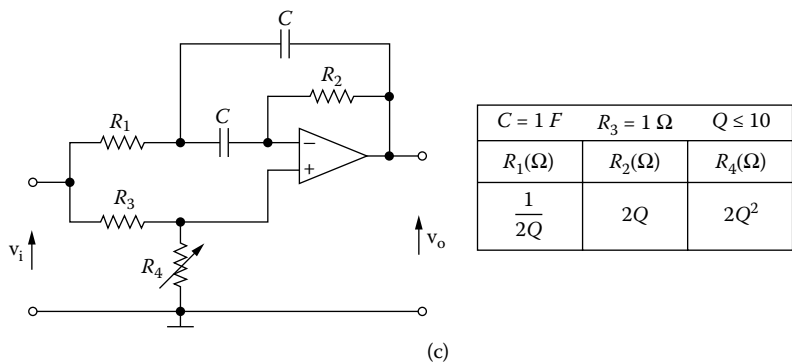 C
R2
R1
C
−
+
R3
R4
vi
vo
C = 1 F R3 = 1 Ω Q ≤ 10
R1(Ω) R2(Ω) R4(Ω)
1/2Q 2Q 2Q²
(c)